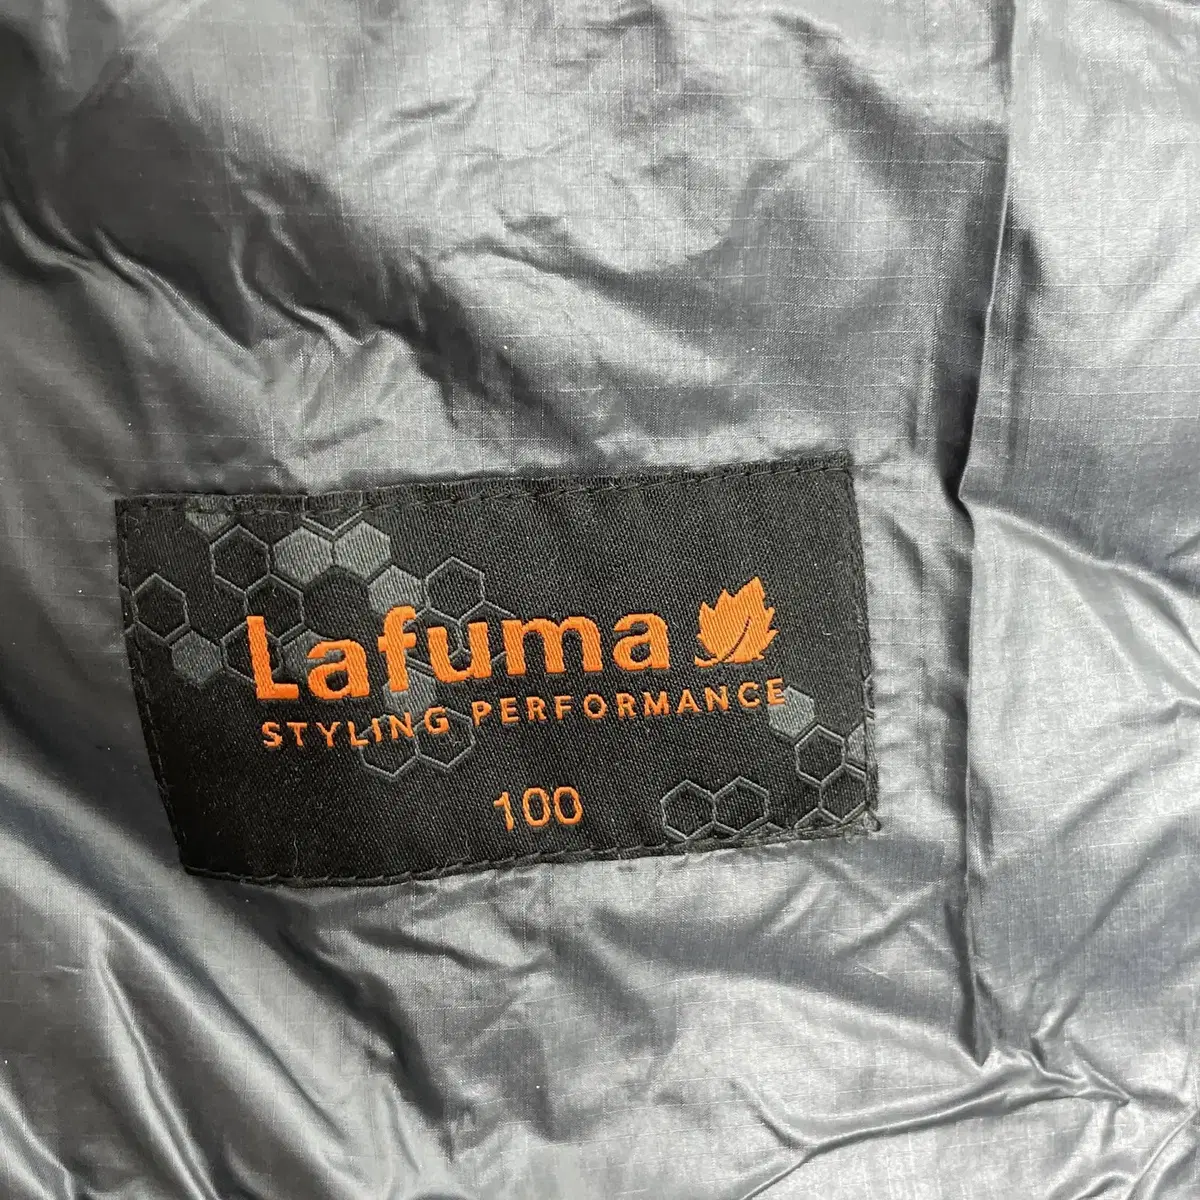 Lafuma
STYLING PERFORMANCE
100